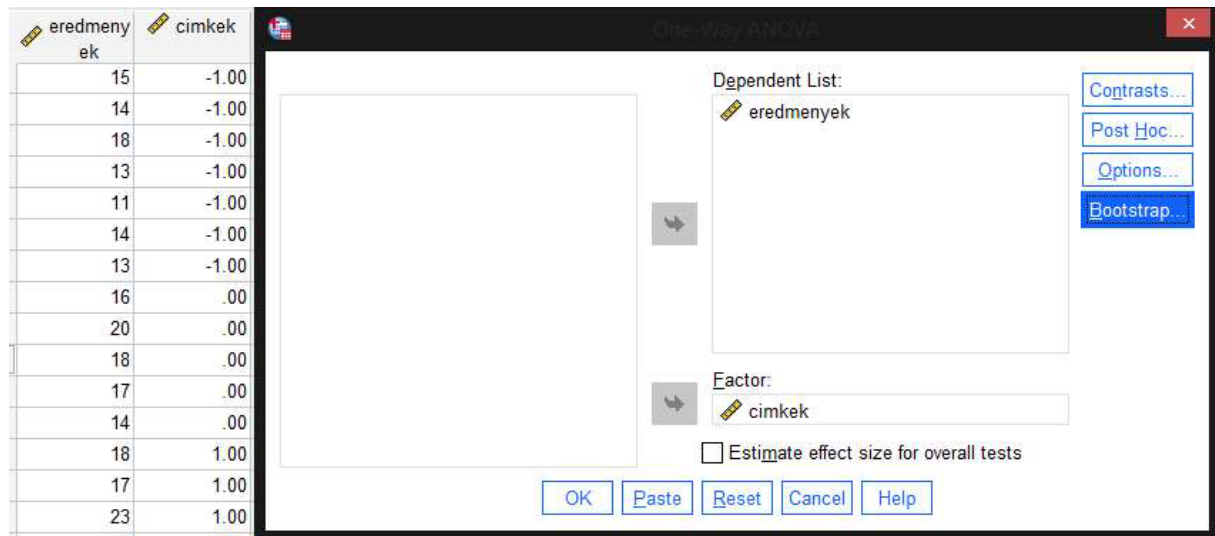 eredmeny
ek
cimkek
15 -1.00
14 -1.00
18 -1.00
13 -1.00
11 -1.00
14 -1.00
13 -1.00
16 .00
20 .00
18 .00
17 .00
14 .00
18 1.00
17 1.00
23 1.00
One-Way ANOVA
Dependent List:
eredmenyek
Factor:
cimkek
Estimate effect size for overall tests
Contrasts...
Post Hoc...
Options...
Bootstrap...
OK Paste Reset Cancel Help